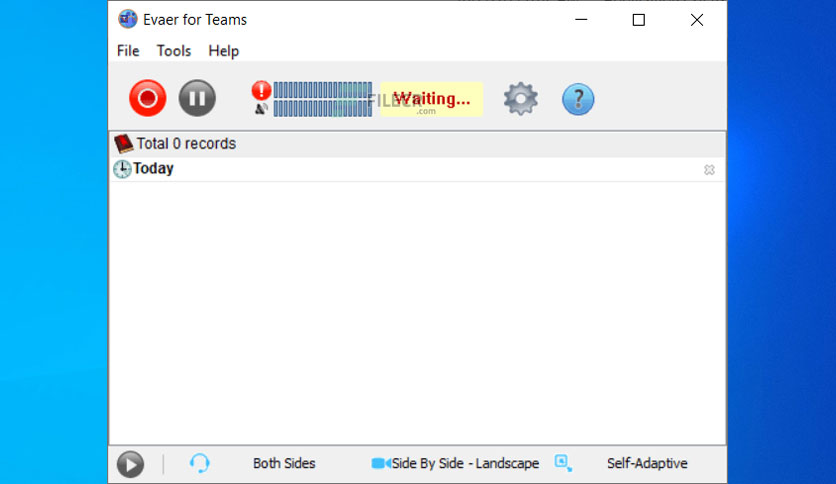 Evaer for Teams
File Tools Help
Waiting...
FILECR
.com
Total 0 records
Today
Both Sides Side By Side - Landscape Self-Adaptive